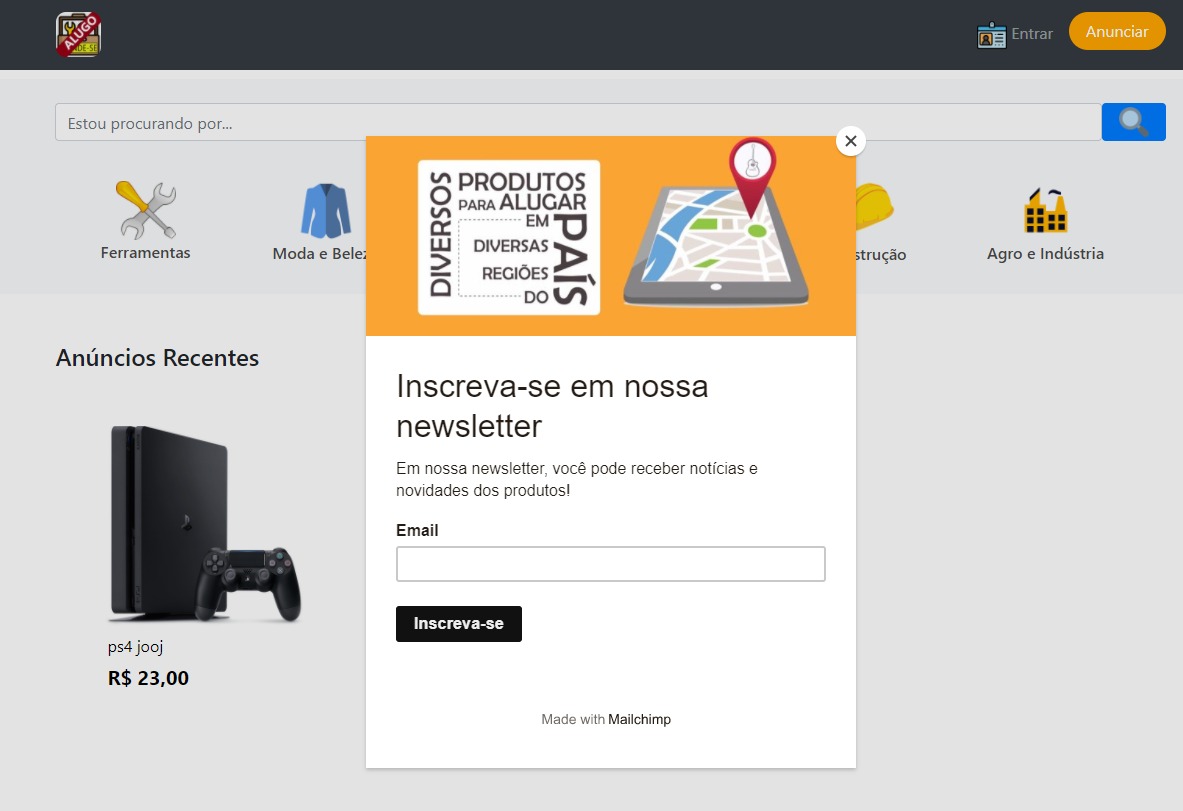 ALUGO
Entrar
Anunciar
Estou procurando por...
Ferramentas
Moda e Belez
strução
Agro e Indústria
DIVERSOS
PRODUTOS
PARA ALUGAR
EM
DIVERSAS
REGIÕES
DO
PAÍS
Anúncios Recentes
ps4 jooj
R$ 23,00
Inscreva-se em nossa
newsletter
Em nossa newsletter, você pode receber notícias e
novidades dos produtos!
Email
Inscreva-se
Made with Mailchimp